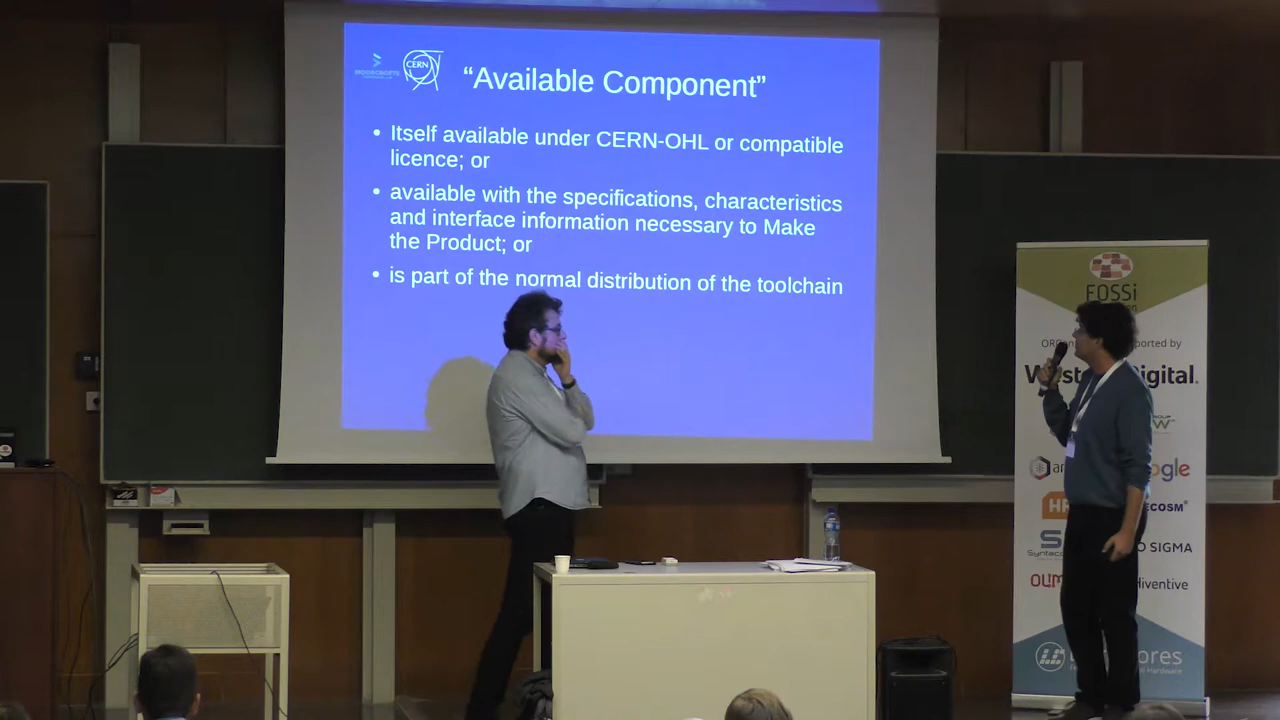 CERN
“Available Component”
• Itself available under CERN-OHL or compatible
licence; or
• available with the specifications, characteristics
and interface information necessary to Make
the Product; or
• is part of the normal distribution of the toolchain
FOSSi
Digital.
ECOSM®
SIGMA